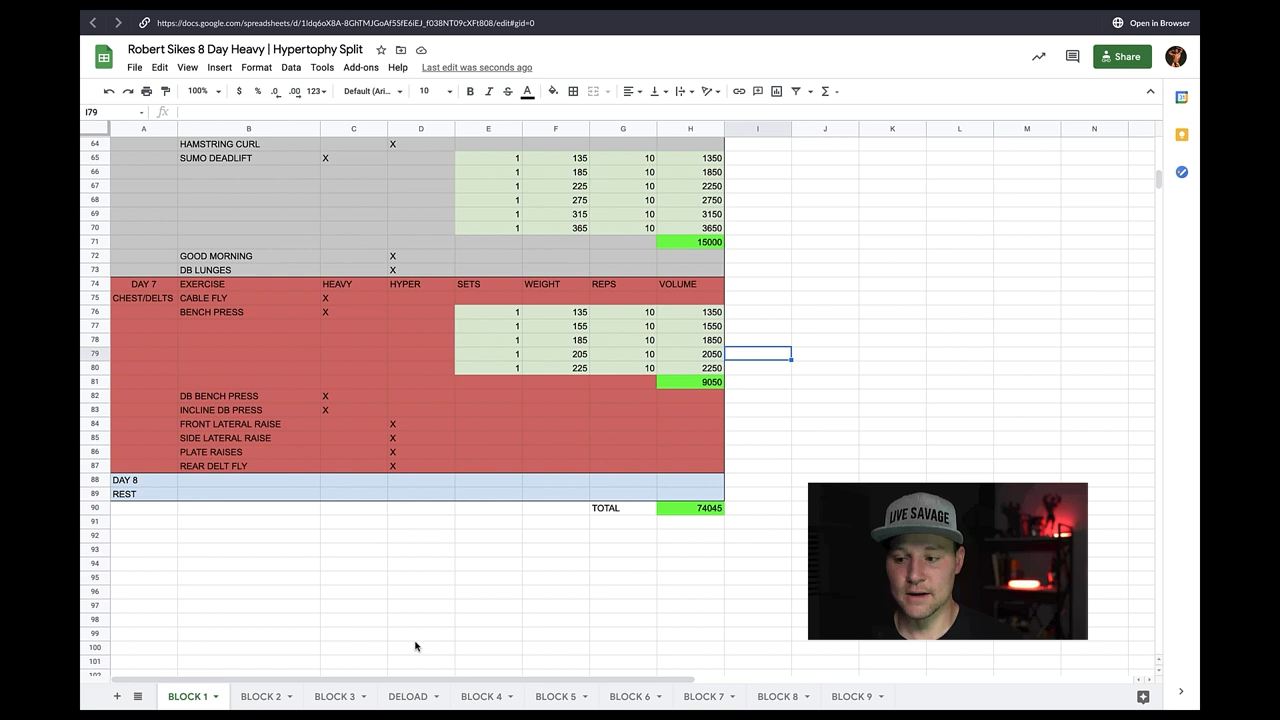 https://docs.google.com/spreadsheets/d/1Idq6oX8A-8GhTMJGoAf5SfE6iEJ_f038NT09cXFt808/edit#gid=0 Open in Browser
Robert Sikes 8 Day Heavy | Hypertophy Split
File Edit View Insert Format Data Tools Add-ons Help Last edit was seconds ago
Share
100% $ % .0 .00 123 Default (Ari... 10 B I S A Σ
I79 fx
A B C D E F G H I J K L M N
64 HAMSTRING CURL X
65 SUMO DEADLIFT X 1 135 10 1350
66 1 185 10 1850
67 1 225 10 2250
68 1 275 10 2750
69 1 315 10 3150
70 1 365 10 3650
71 15000
72 GOOD MORNING X
73 DB LUNGES X
74 DAY 7 EXERCISE HEAVY HYPER SETS WEIGHT REPS VOLUME
75 CHEST/DELTS CABLE FLY X
76 BENCH PRESS X 1 135 10 1350
77 1 155 10 1550
78 1 185 10 1850
79 1 205 10 2050
80 1 225 10 2250
81 9050
82 DB BENCH PRESS X
83 INCLINE DB PRESS X
84 FRONT LATERAL RAISE X
85 SIDE LATERAL RAISE X
86 PLATE RAISES X
87 REAR DELT FLY X
88 DAY 8
89 REST
90 TOTAL 74045
91
92
93
94
95
96
97
98
99
100
101
102
LIVE SAVAGE
BLOCK 1 BLOCK 2 BLOCK 3 DELOAD BLOCK 4 BLOCK 5 BLOCK 6 BLOCK 7 BLOCK 8 BLOCK 9